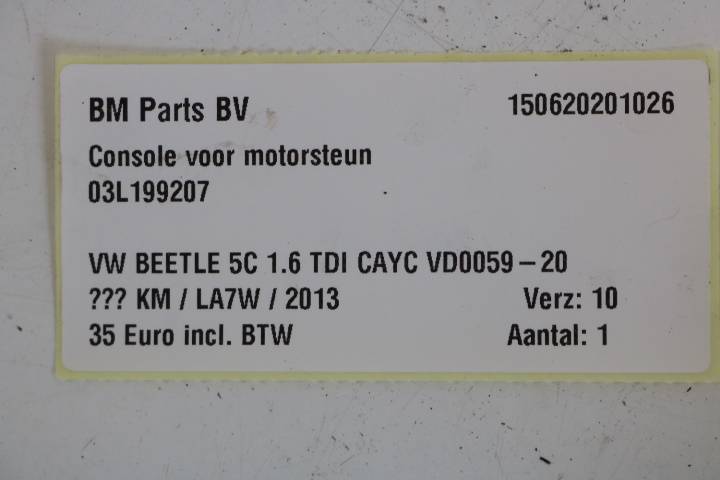 BM Parts BV 150620201026
Console voor motorsteun
03L199207
VW BEETLE 5C 1.6 TDI CAYC VD0059-20
??? KM / LA7W / 2013 Verz: 10
35 Euro incl. BTW Aantal: 1